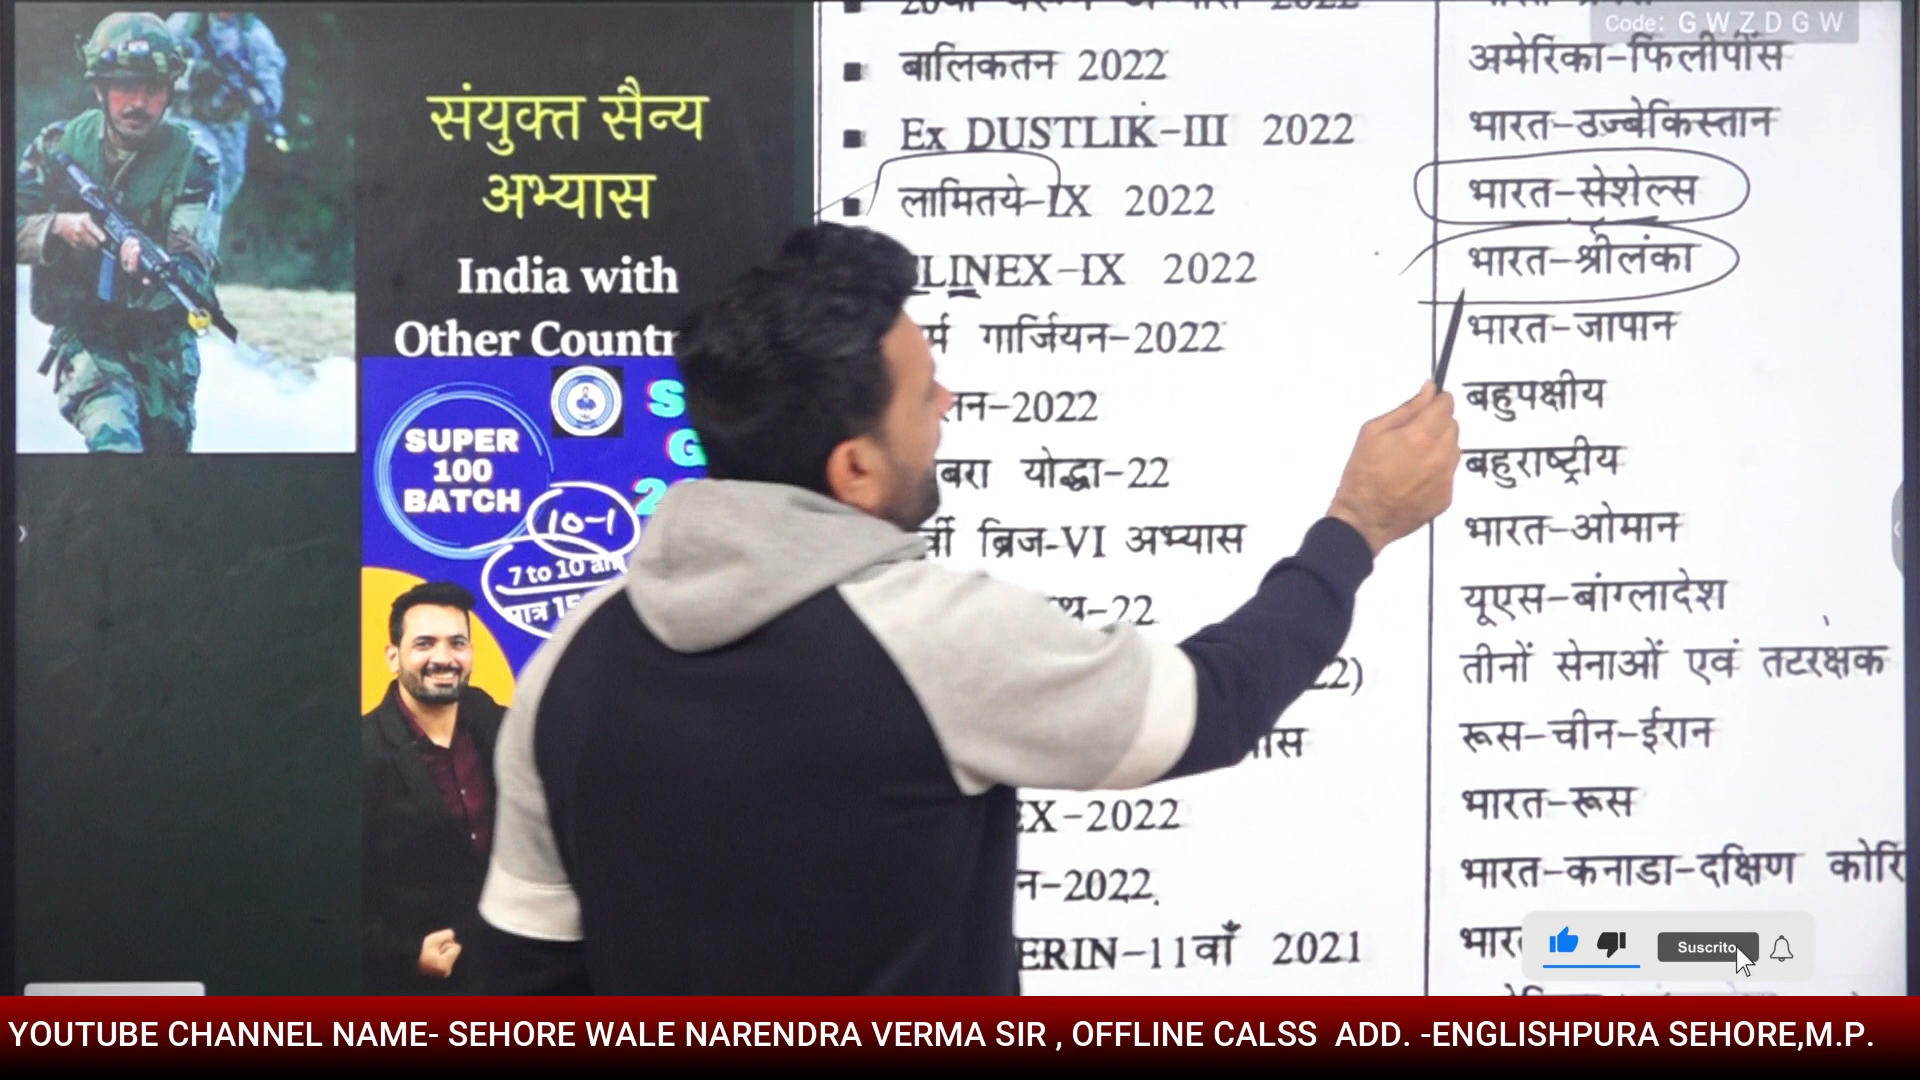 Code: GWZDGW
संयुक्त सैन्य
अभ्यास
India with
Other
SUPER
100
BATCH
10-1
7 to 10 am
बालिकतन 2022 अमेरिका-फिलीपींस
Ex DUSTLIK-III 2022 भारत-उज्बेकिस्तान
लामितये-IX 2022 भारत-सेशेल्स
LINEX-IX 2022 भारत-श्रीलंका
गार्जियन-2022 भारत-जापान
-2022 बहुपक्षीय
योद्धा-22 बहुराष्ट्रीय
ब्रिज-VI अभ्यास भारत-ओमान
-22 यूएस-बांग्लादेश
तीनों सेनाओं एवं तटरक्षक
रूस-चीन-ईरान
EX-2022 भारत-रूस
-2022 भारत-कनाडा-दक्षिण
ERIN-11वाँ 2021
Suscrito
YOUTUBE CHANNEL NAME- SEHORE WALE NARENDRA VERMA SIR , OFFLINE CALSS ADD. -ENGLISHPURA SEHORE,M.P.